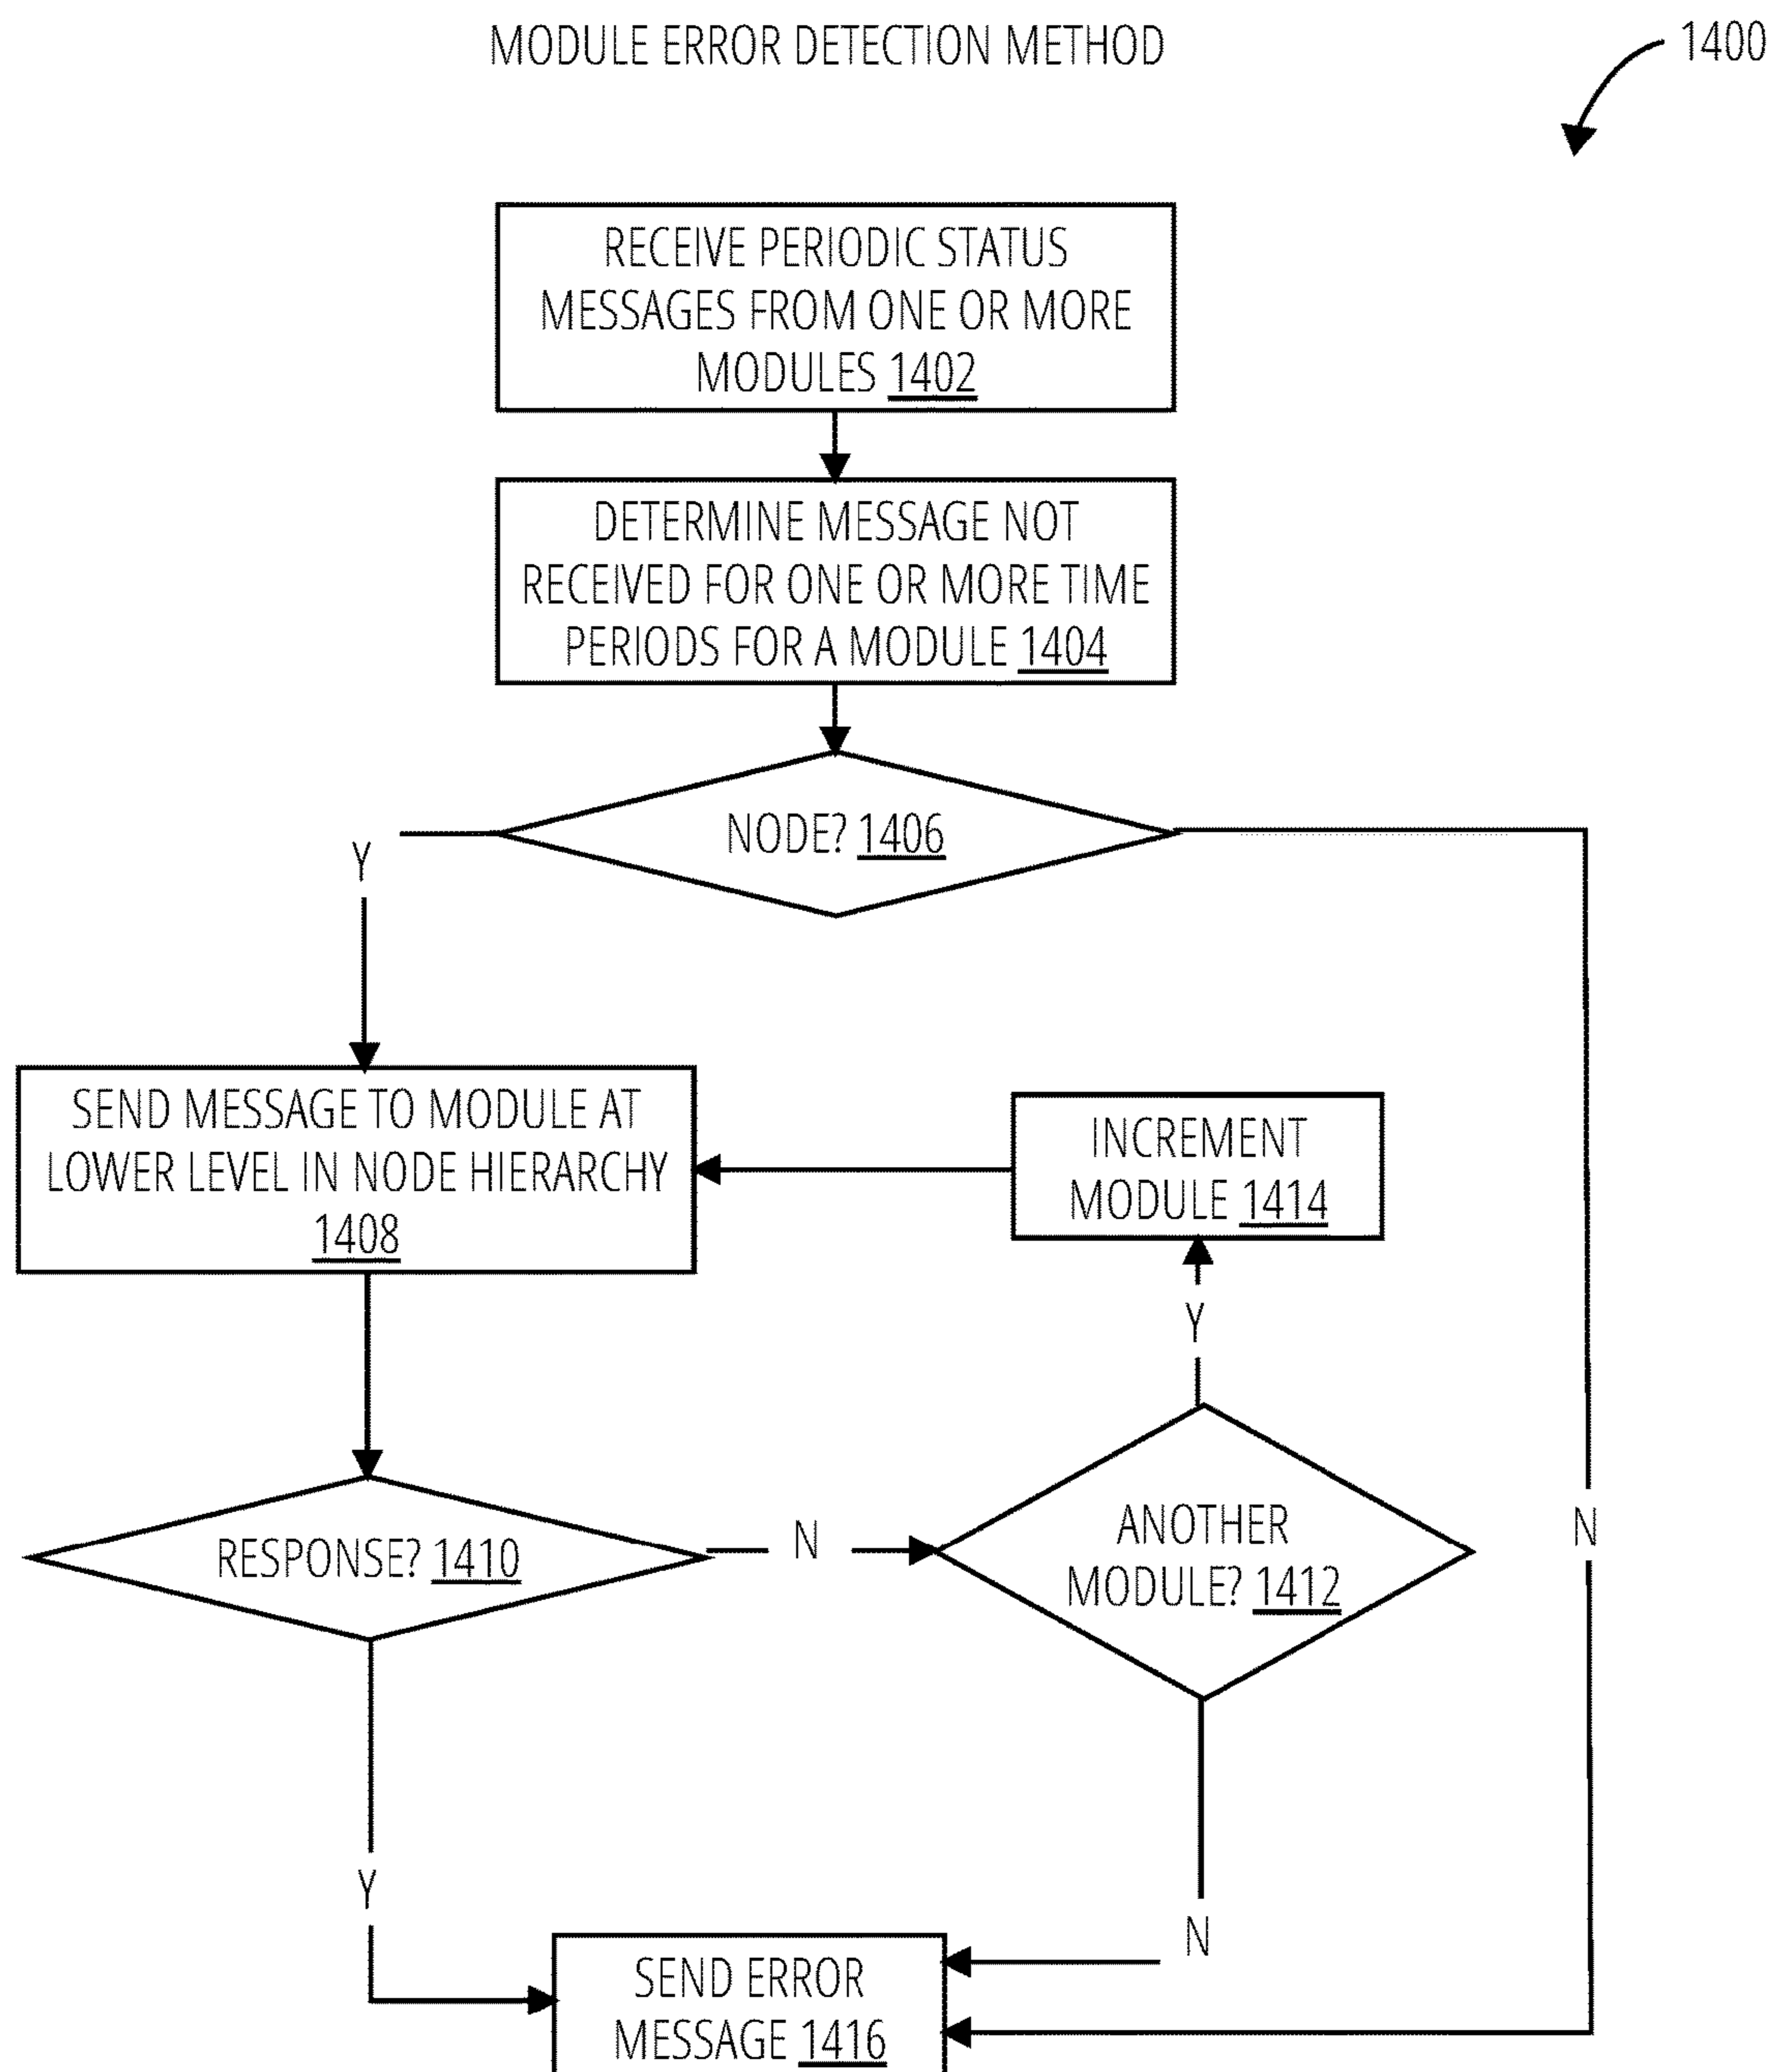 MODULE ERROR DETECTION METHOD
1400
RECEIVE PERIODIC STATUS
MESSAGES FROM ONE OR MORE
MODULES 1402
DETERMINE MESSAGE NOT
RECEIVED FOR ONE OR MORE TIME
PERIODS FOR A MODULE 1404
NODE? 1406
Y
SEND MESSAGE TO MODULE AT
LOWER LEVEL IN NODE HIERARCHY
1408
INCREMENT
MODULE 1414
Y
RESPONSE? 1410
N
ANOTHER
MODULE? 1412
N
Y
N
SEND ERROR
MESSAGE 1416